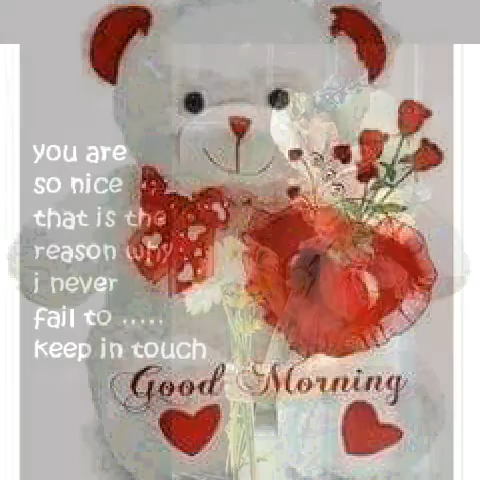 you are
so nice
that is the
reason why
i never
fail to .....
keep in touch
Good Morning